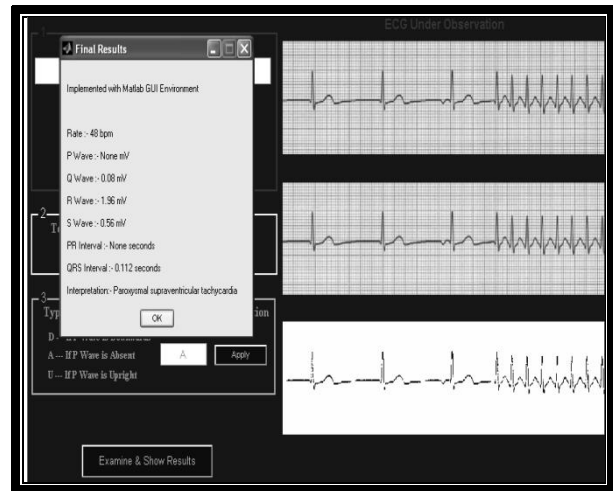 ECG Under Observation
1
Final Results
Implemented with Matlab GUI Environment
Rate :- 48 bpm
P Wave :- None mV
Q Wave :- 0.08 mV
R Wave :- 1.96 mV
S Wave :- 0.56 mV
PR Interval :- None seconds
QRS Interval :- 0.112 seconds
Interpretation:- Paroxysmal supraventricular tachycardia
OK
2
3
D
A --- If P Wave is Absent
A
Apply
U --- If P Wave is Upright
Examine & Show Results